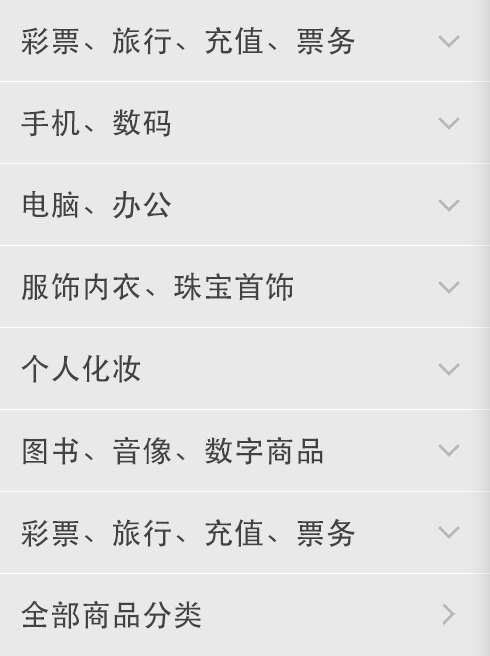 彩票、旅行、充值、票务
手机、数码
电脑、办公
服饰内衣、珠宝首饰
个人化妆
图书、音像、数字商品
彩票、旅行、充值、票务
全部商品分类